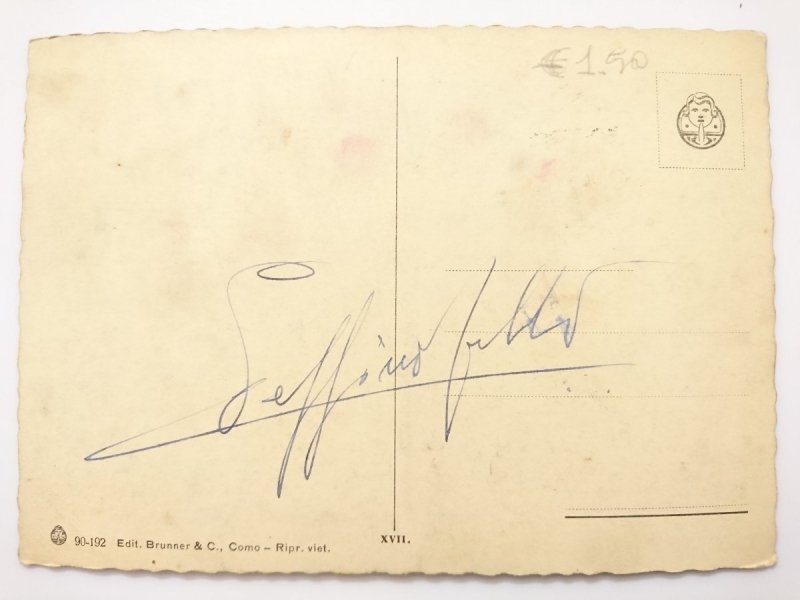 € 1.50
90-192 Edit. Brunner & C., Como - Ripr. viet.
XVII.